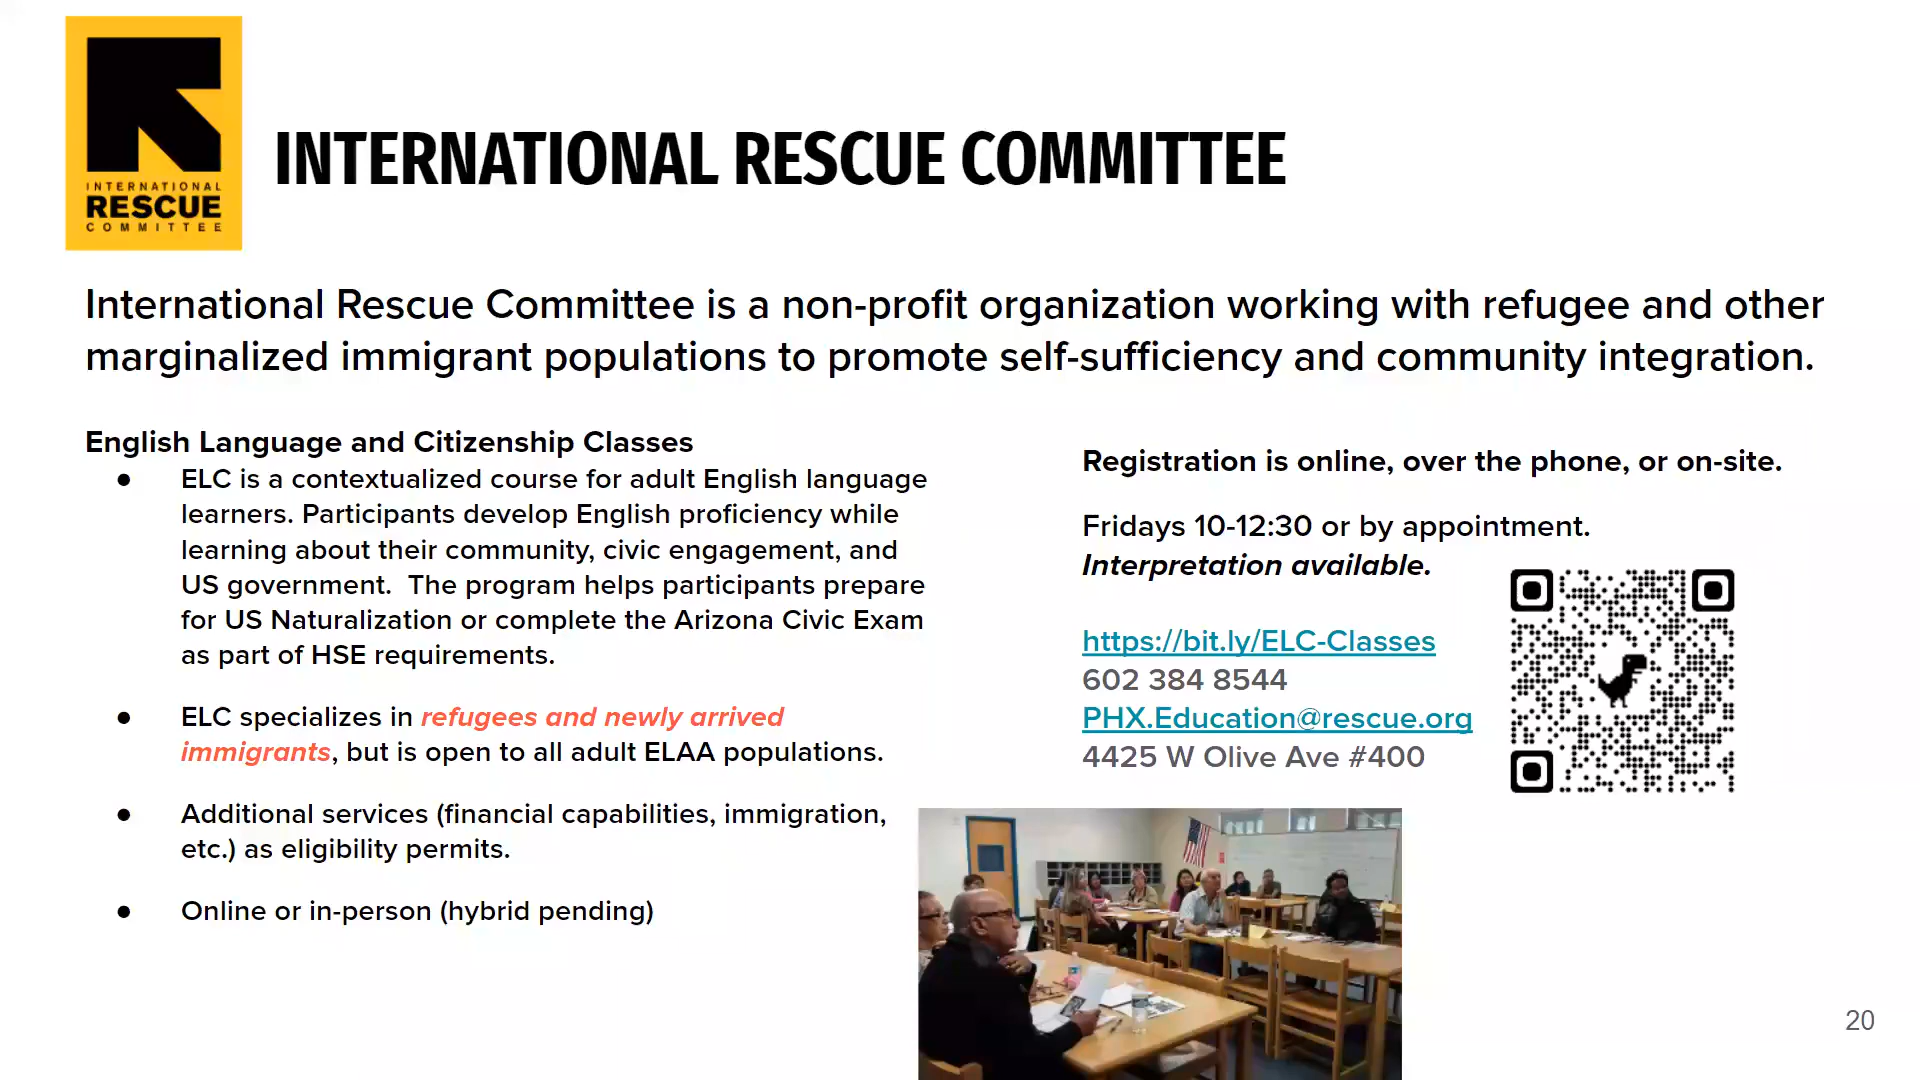 INTERNATIONAL
RESCUE
COMMITTEE
INTERNATIONAL RESCUE COMMITTEE
International Rescue Committee is a non-profit organization working with refugee and other
marginalized immigrant populations to promote self-sufficiency and community integration.
English Language and Citizenship Classes
● ELC is a contextualized course for adult English language
learners. Participants develop English proficiency while
learning about their community, civic engagement, and
US government.  The program helps participants prepare
for US Naturalization or complete the Arizona Civic Exam
as part of HSE requirements.
● ELC specializes in refugees and newly arrived
immigrants, but is open to all adult ELAA populations.
● Additional services (financial capabilities, immigration,
etc.) as eligibility permits.
● Online or in-person (hybrid pending)
Registration is online, over the phone, or on-site.
Fridays 10-12:30 or by appointment.
Interpretation available.
https://bit.ly/ELC-Classes
602 384 8544
PHX.Education@rescue.org
4425 W Olive Ave #400
20